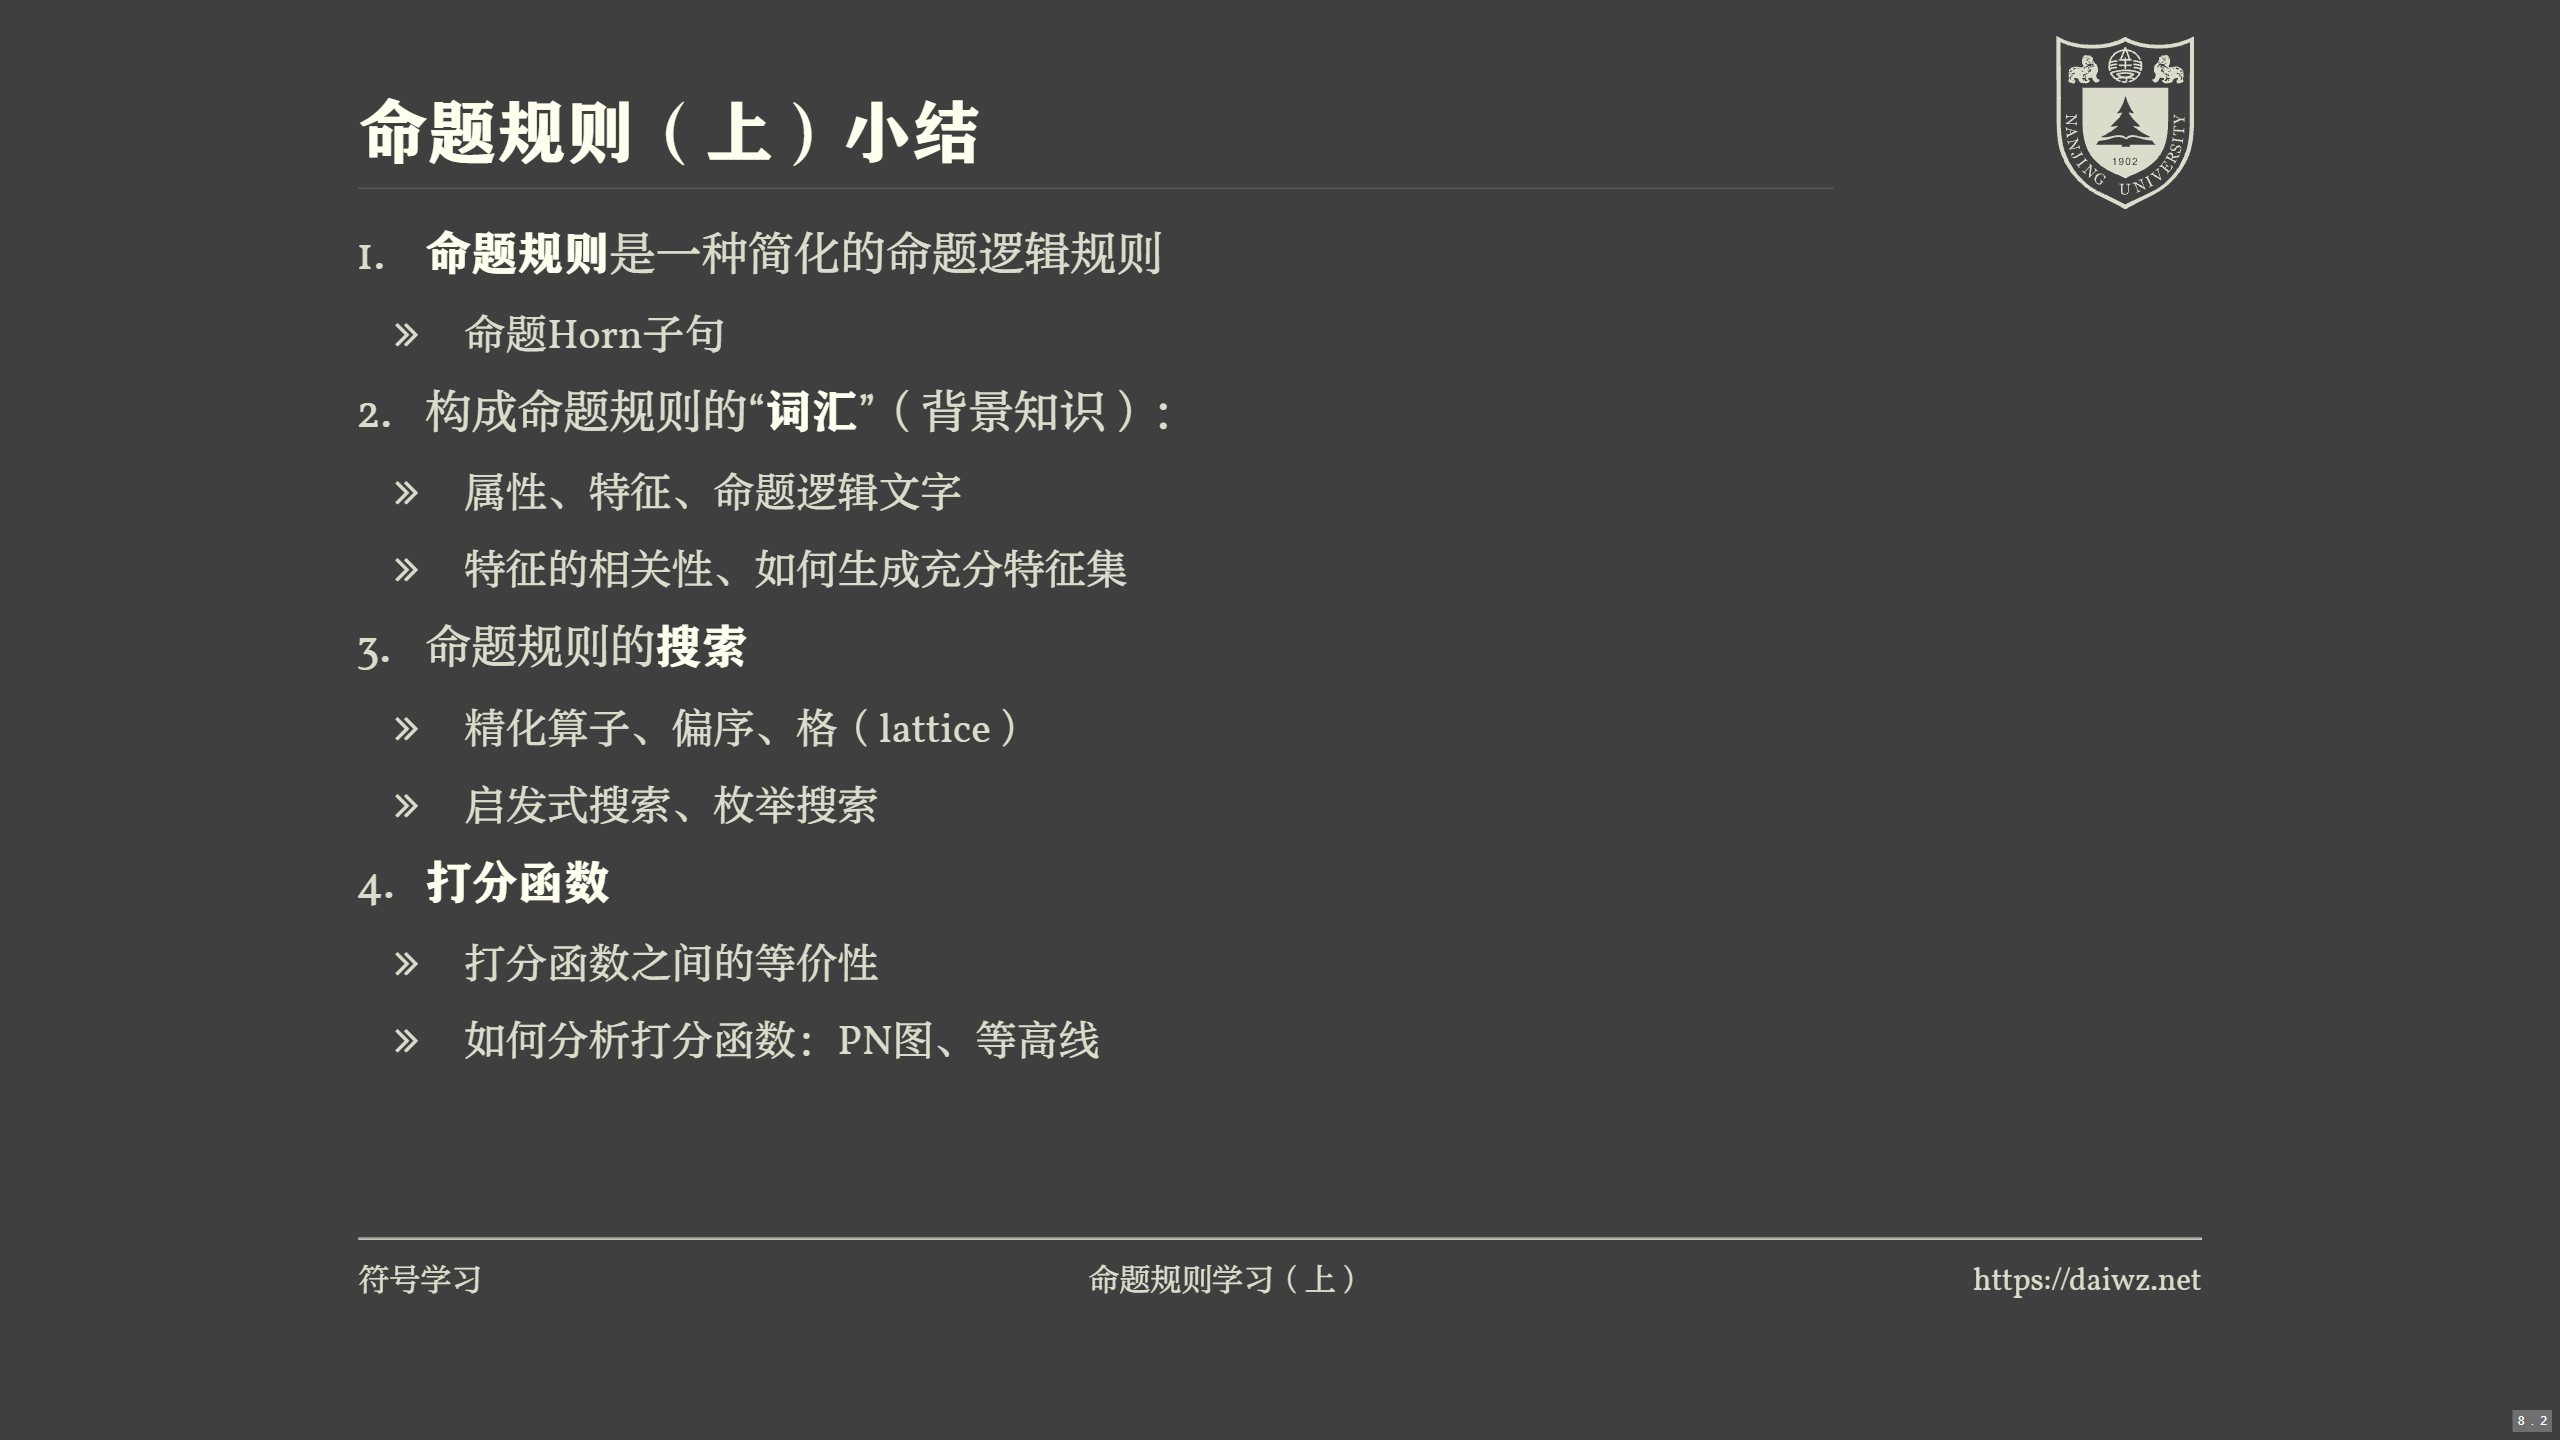 命题规则（上）小结
NANJING UNIVERSITY
1902
1. 命题规则是一种简化的命题逻辑规则
» 命题Horn子句
2. 构成命题规则的“词汇”（背景知识）：
» 属性、特征、命题逻辑文字
» 特征的相关性、如何生成充分特征集
3. 命题规则的搜索
» 精化算子、偏序、格（lattice）
» 启发式搜索、枚举搜索
4. 打分函数
» 打分函数之间的等价性
» 如何分析打分函数：PN图、等高线
符号学习
命题规则学习（上）
https://daiwz.net
8.2